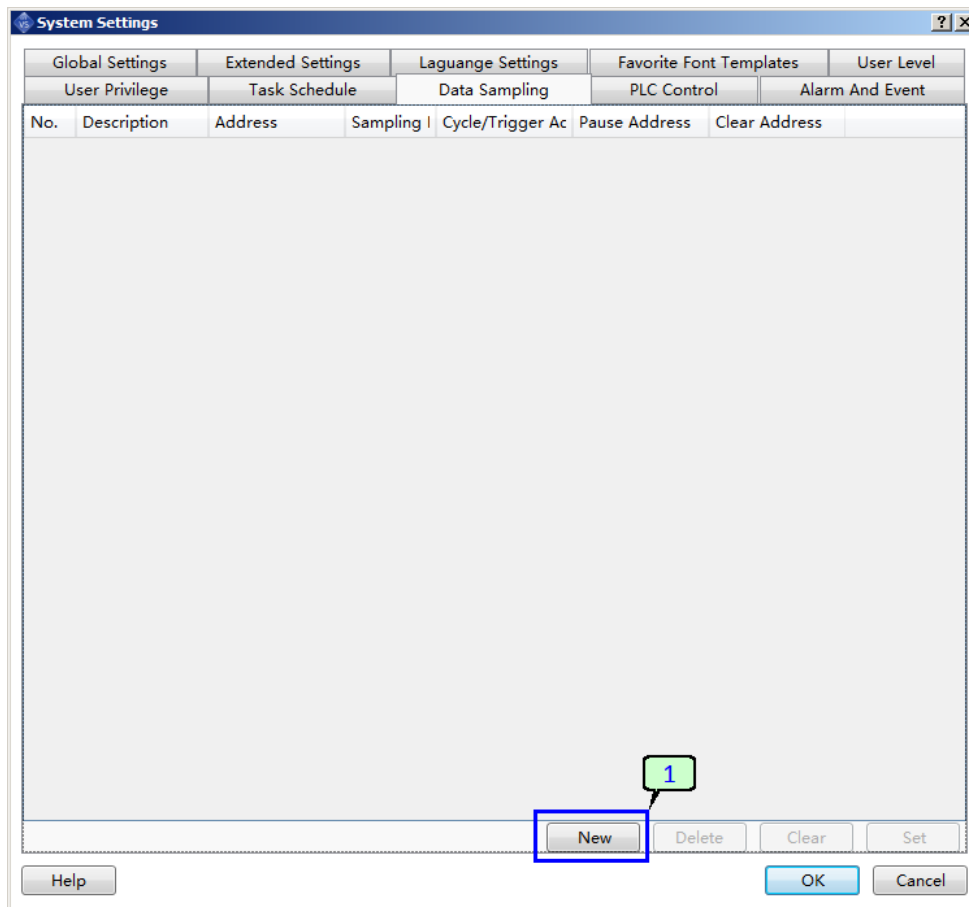 System Settings
Global Settings Extended Settings Laguange Settings Favorite Font Templates User Level
User Privilege Task Schedule Data Sampling PLC Control Alarm And Event
No. Description Address Sampling Cycle/Trigger Ac Pause Address Clear Address
1
New Delete Clear Set
Help OK Cancel